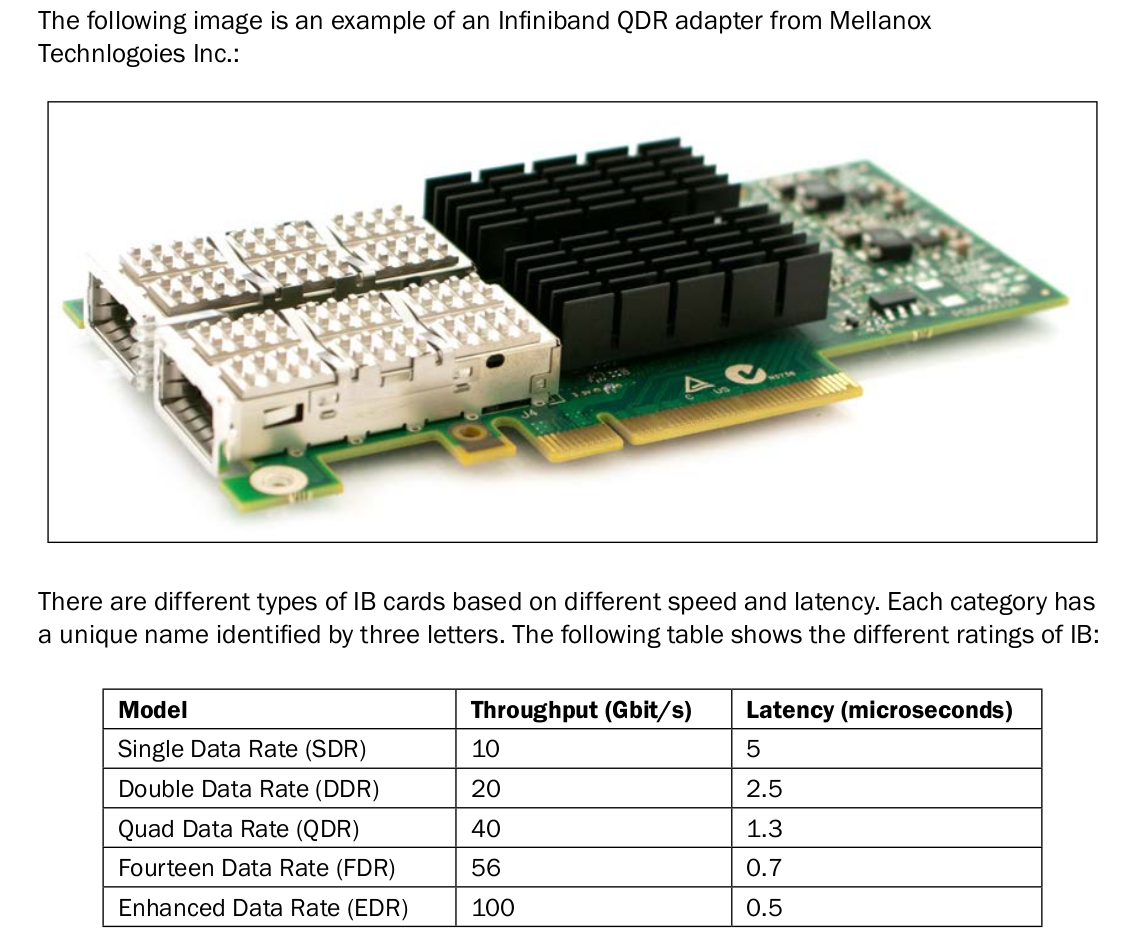 The following image is an example of an Infiniband QDR adapter from Mellanox
Technlogoies Inc.:
J4
C
US
N3736
There are different types of IB cards based on different speed and latency. Each category has
a unique name identified by three letters. The following table shows the different ratings of IB:
Model Throughput (Gbit/s) Latency (microseconds)
Single Data Rate (SDR) 10 5
Double Data Rate (DDR) 20 2.5
Quad Data Rate (QDR) 40 1.3
Fourteen Data Rate (FDR) 56 0.7
Enhanced Data Rate (EDR) 100 0.5